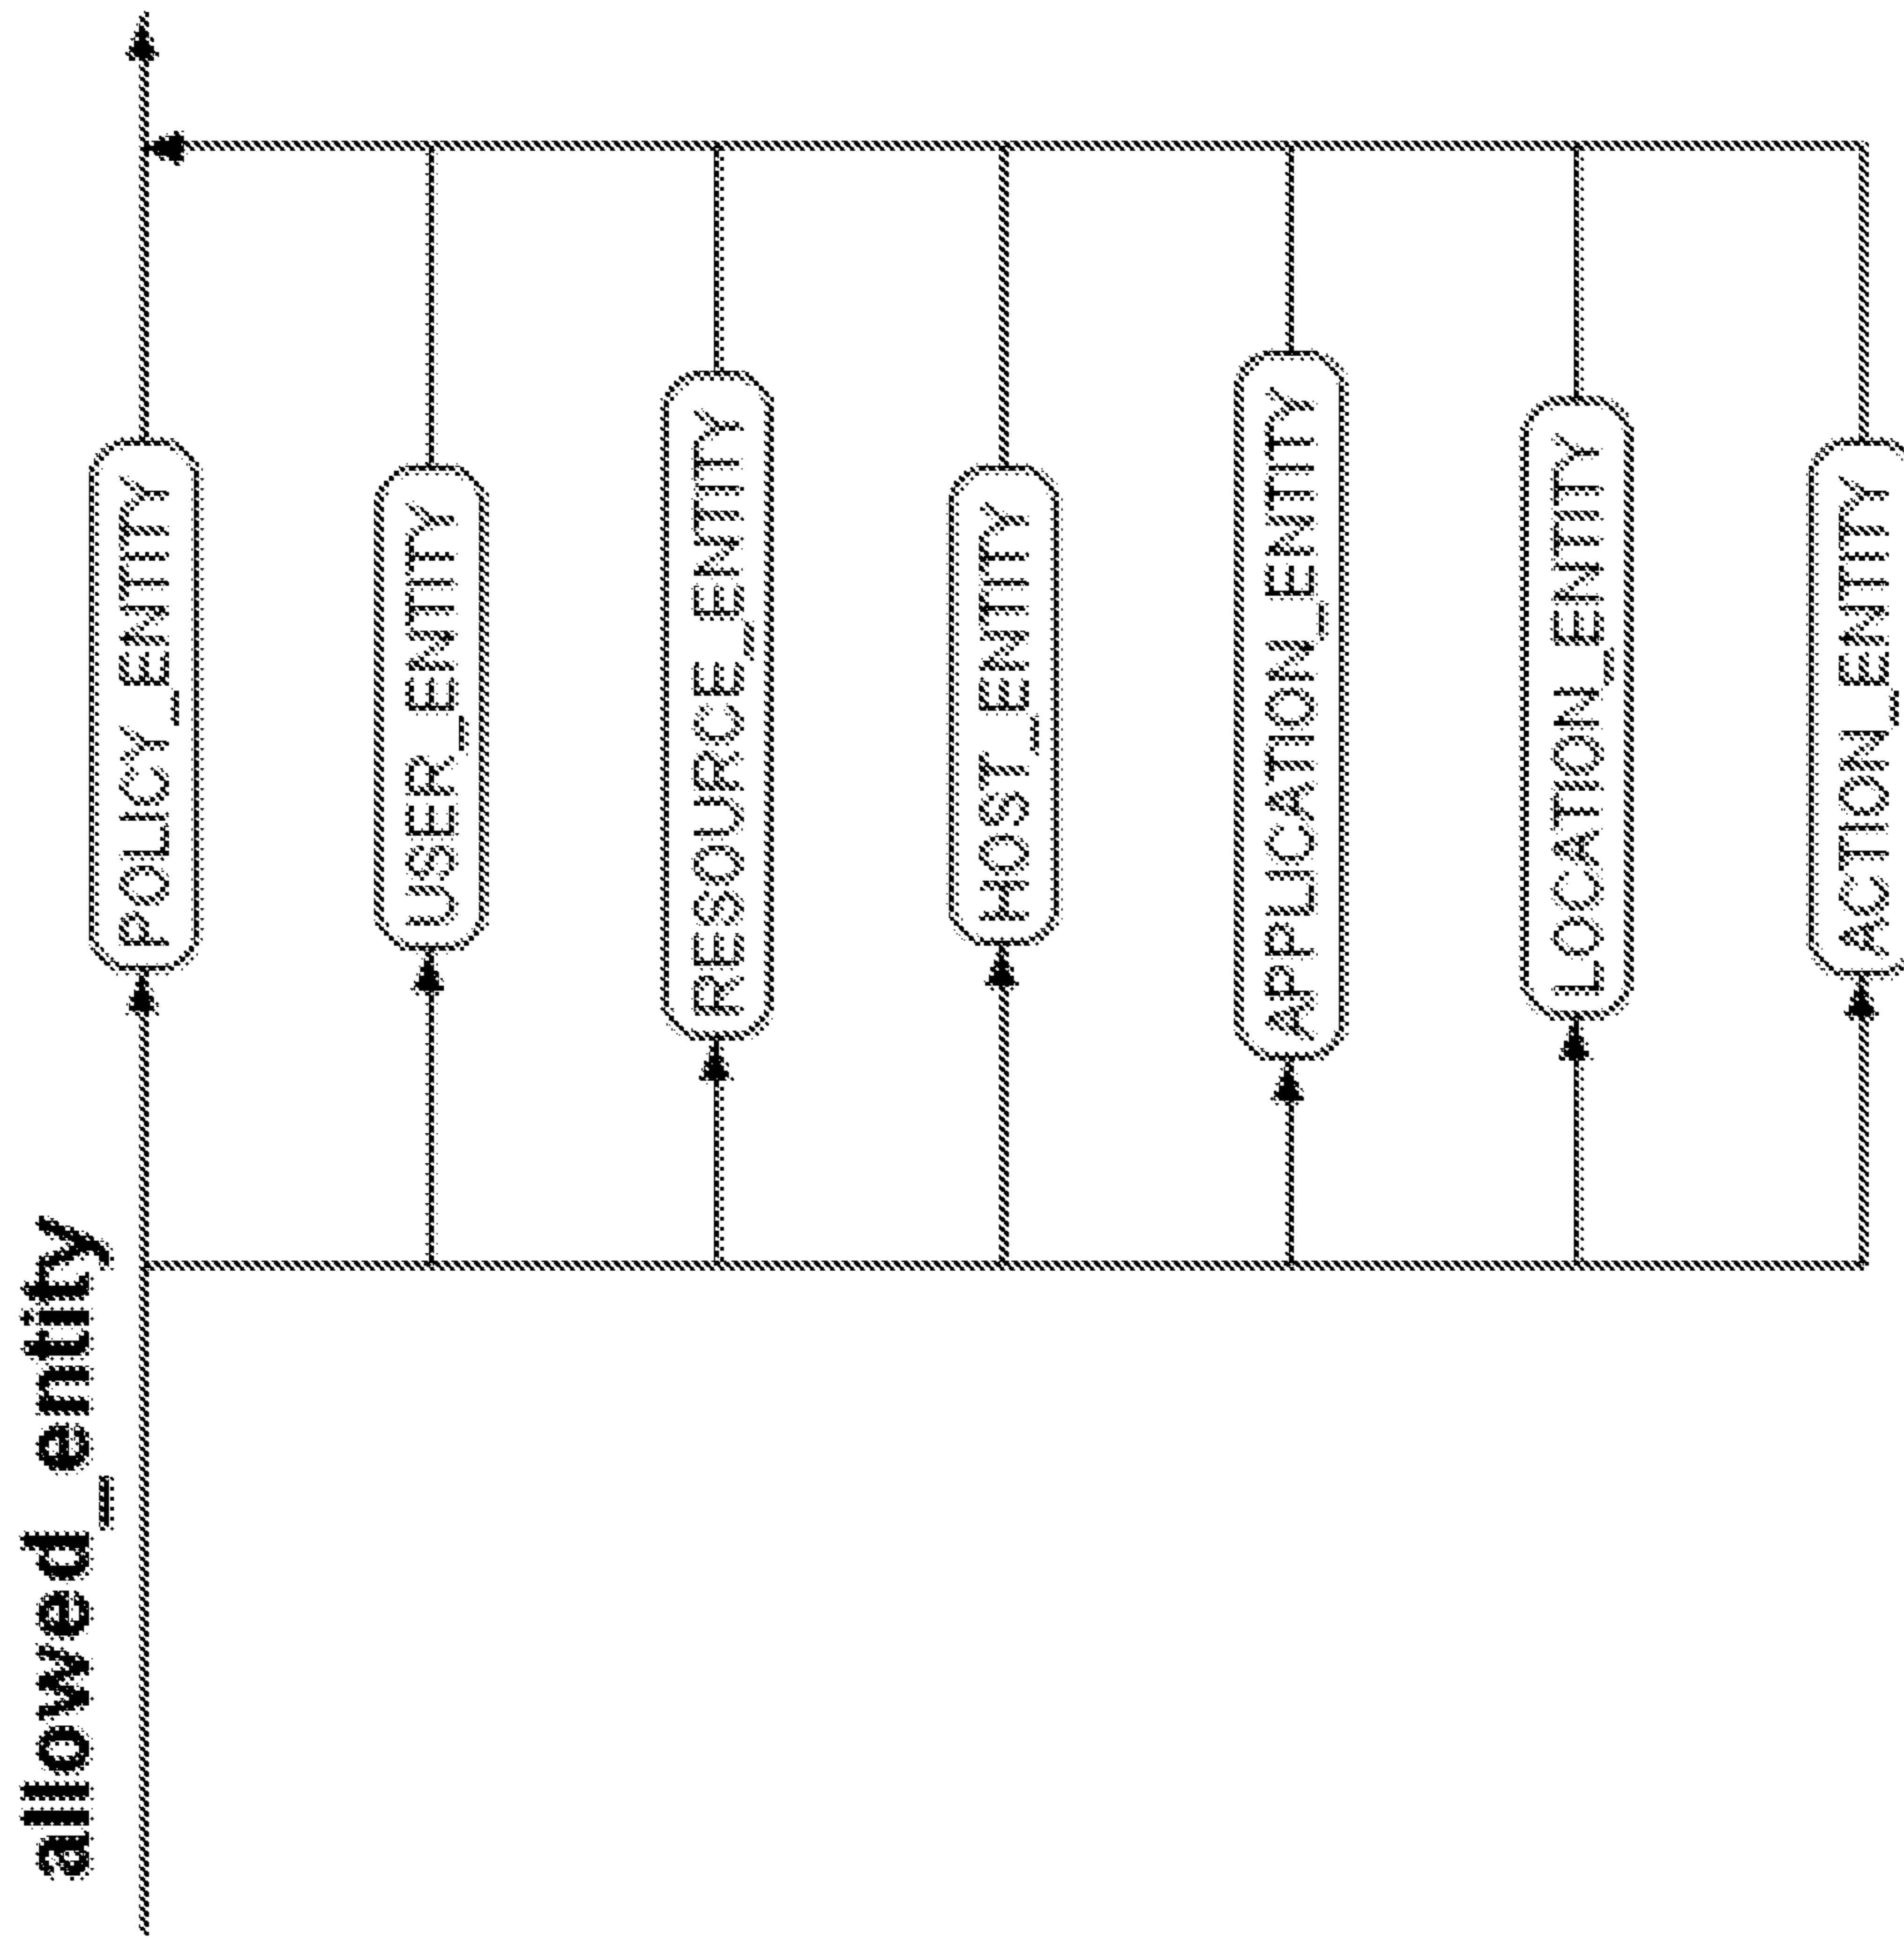 allowed_entity
POLICY_ENTITY
USER_ENTITY
RESOURCE_ENTITY
HOST_ENTITY
APPLICATION_ENTITY
LOCATION_ENTITY
ACTION_ENTITY